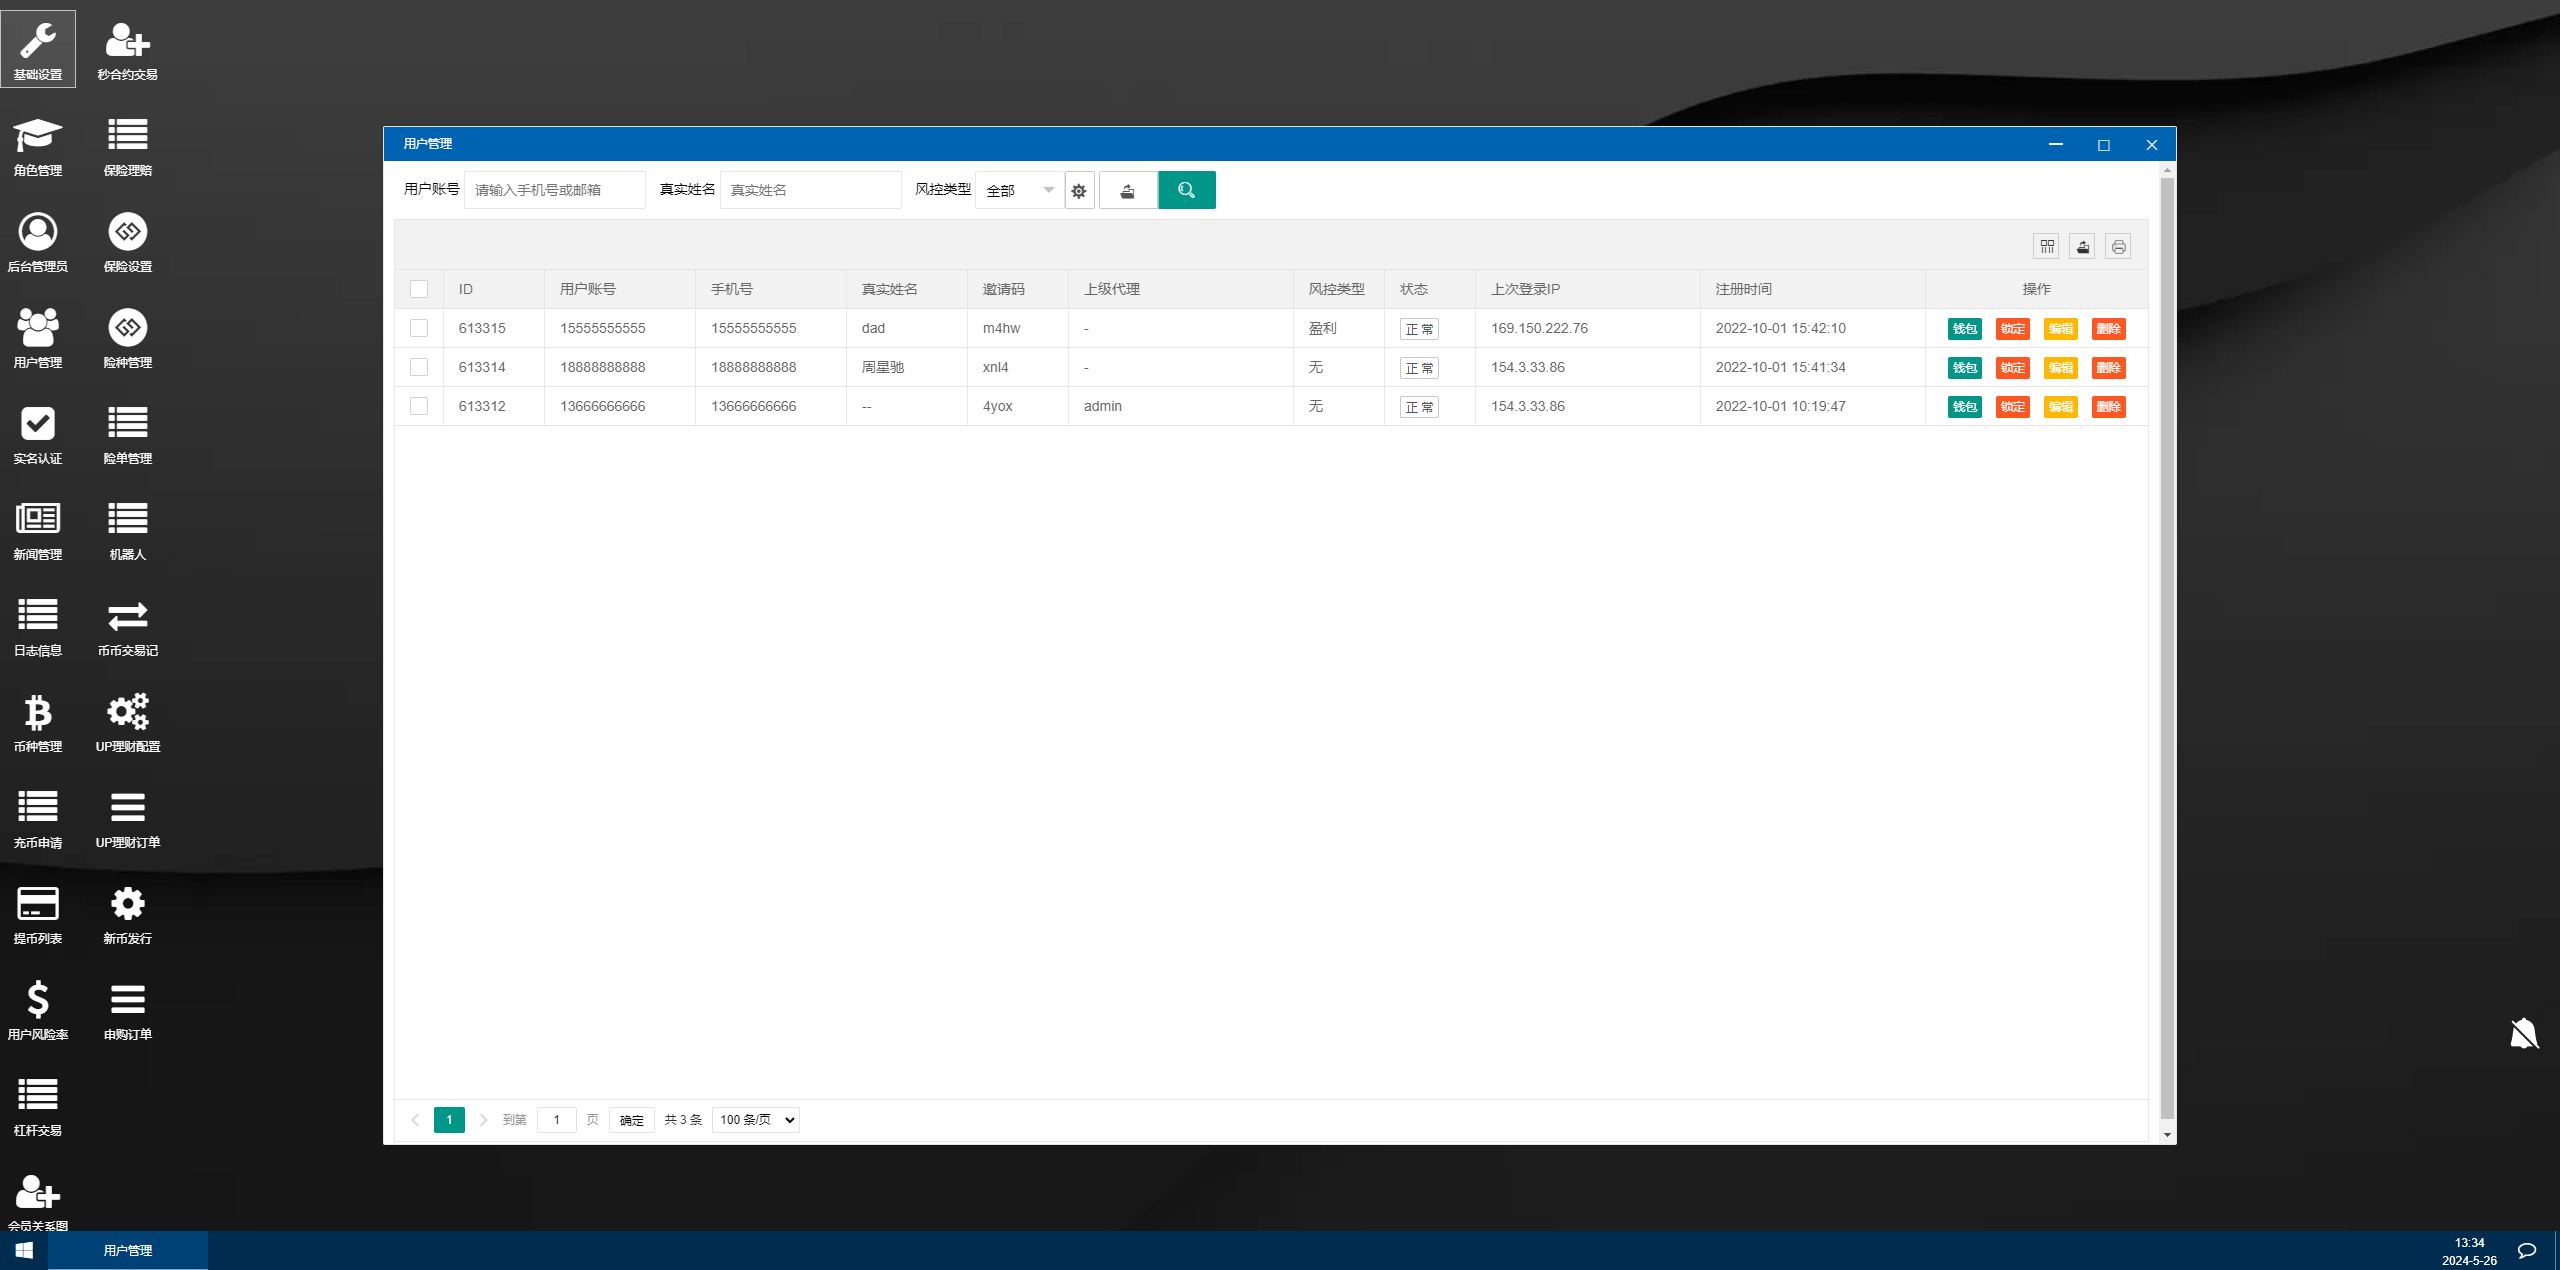 基础设置
秒合约交易
角色管理
保险理赔
后台管理员
保险设置
用户管理
险种管理
实名认证
险单管理
新闻管理
机器人
日志信息
币币交易记
币种管理
UP理财配置
充币申请
UP理财订单
提币列表
新币发行
用户风险率
申购订单
杠杆交易
会员关系图
用户管理
用户账号 请输入手机号或邮箱 真实姓名 真实姓名 风控类型 全部
ID 用户账号 手机号 真实姓名 邀请码 上级代理 风控类型 状态 上次登录IP 注册时间 操作
613315 15555555555 15555555555 dad m4hw - 盈利 正常 169.150.222.76 2022-10-01 15:42:10 钱包 锁定 编辑 删除
613314 18888888888 18888888888 周星驰 xnl4 - 无 正常 154.3.33.86 2022-10-01 15:41:34 钱包 锁定 编辑 删除
613312 13666666666 13666666666 -- 4yox admin 无 正常 154.3.33.86 2022-10-01 10:19:47 钱包 锁定 编辑 删除
1 到第 1 页 确定 共 3 条 100 条/页
用户管理
13:34
2024-5-26